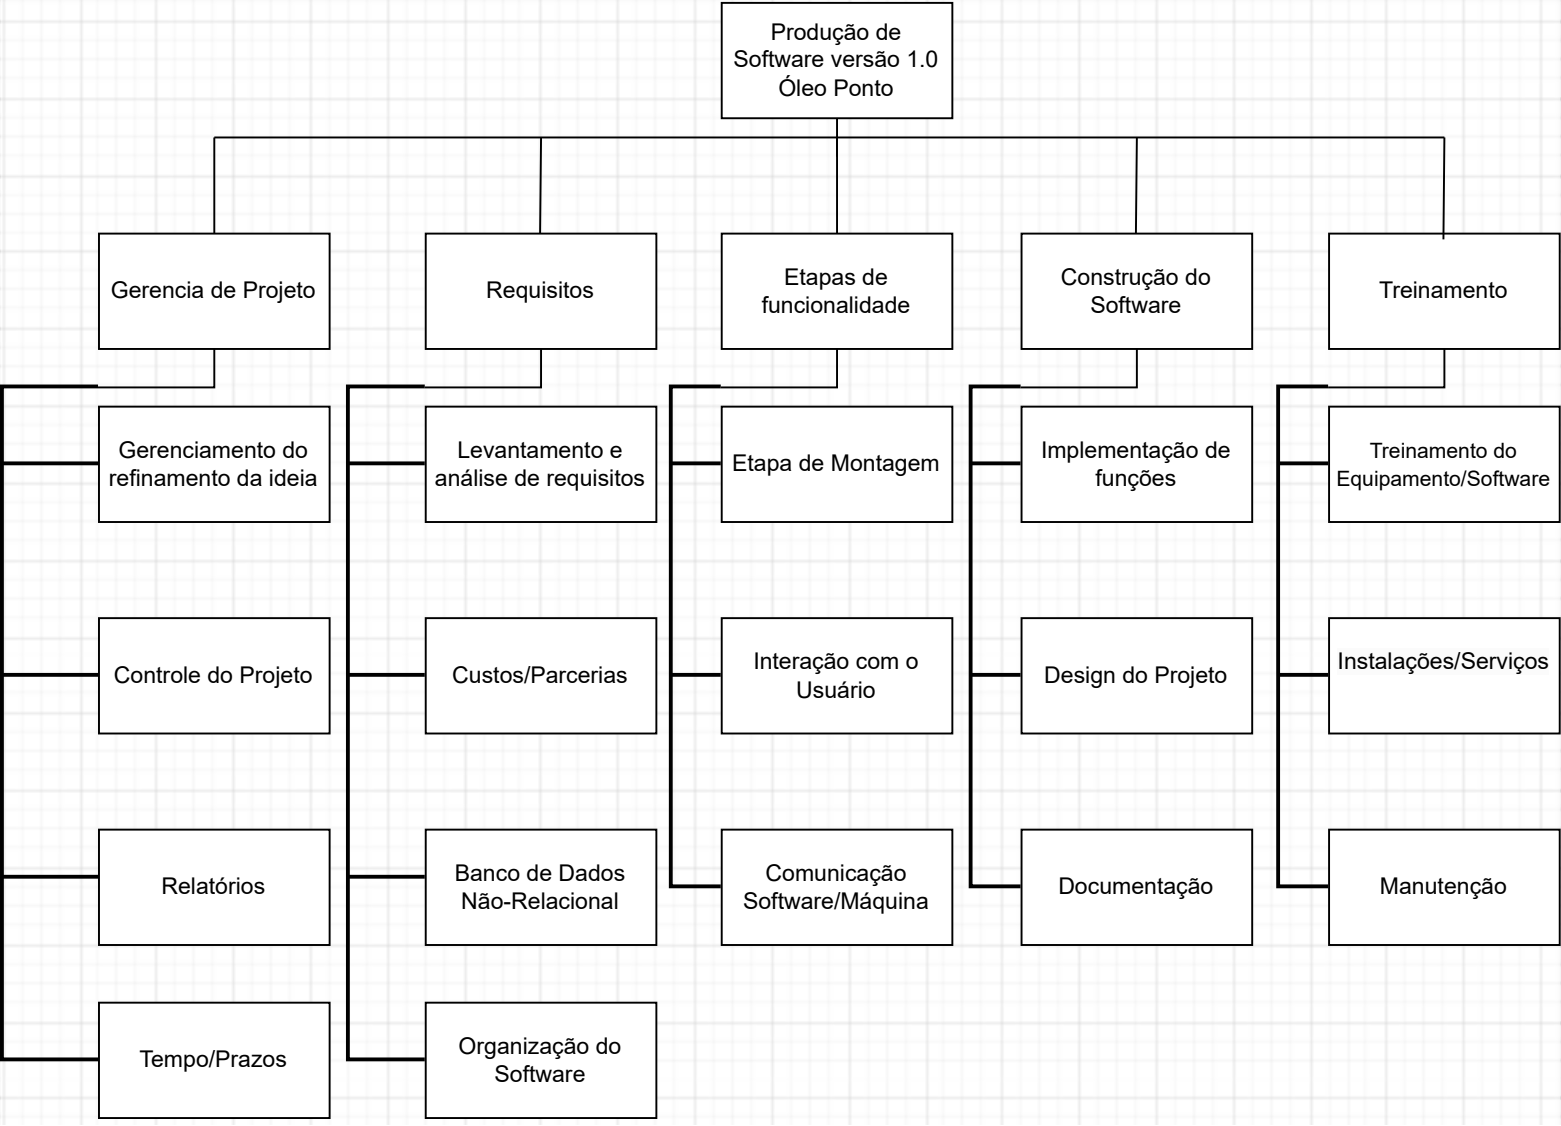 Produção de
Software versão 1.0
Óleo Ponto
Gerencia de Projeto
Requisitos
Etapas de
funcionalidade
Construção do
Software
Treinamento
Gerenciamento do
refinamento da ideia
Levantamento e
análise de requisitos
Etapa de Montagem
Implementação de
funções
Treinamento do
Equipamento/Software
Controle do Projeto
Custos/Parcerias
Interação com o
Usuário
Design do Projeto
Instalações/Serviços
Relatórios
Banco de Dados
Não-Relacional
Comunicação
Software/Máquina
Documentação
Manutenção
Tempo/Prazos
Organização do
Software